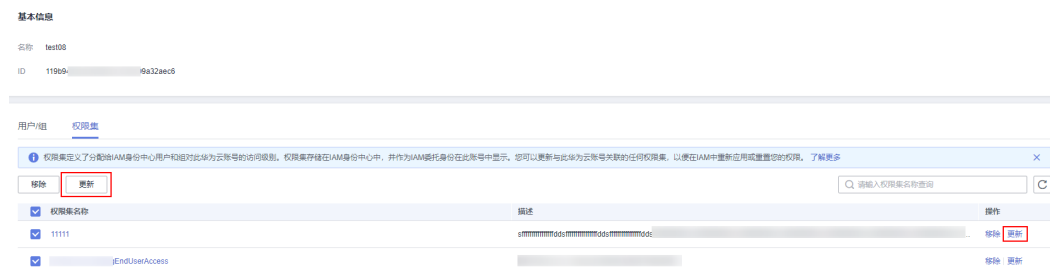 基本信息
名称 test08
ID 119b9 9a32aec6
用户/组 权限集
权限集定义了分配给IAM身份中心用户和组对此华为云账号的访问级别。权限集存储在IAM身份中心中，并作为IAM委托身份在此账号中显示。您可以更新与此华为云账号关联的任何权限集，以便在IAM中重新应用或重置您的权限。 了解更多
移除 更新 请输入权限集名称查询
权限集名称 描述 操作
11111 移除 更新
EndUserAccess 移除 更新